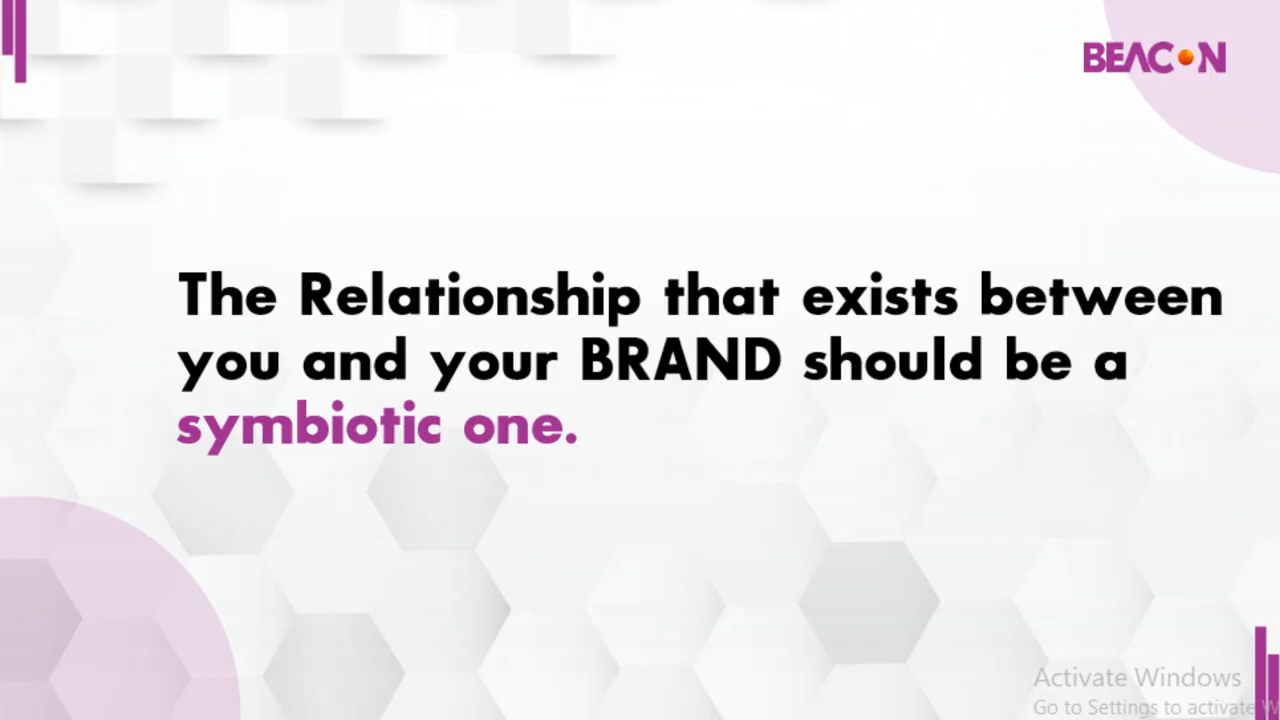 BEACON
The Relationship that exists between
you and your BRAND should be a
symbiotic one.
Activate Windows
Go to Settings to activate W